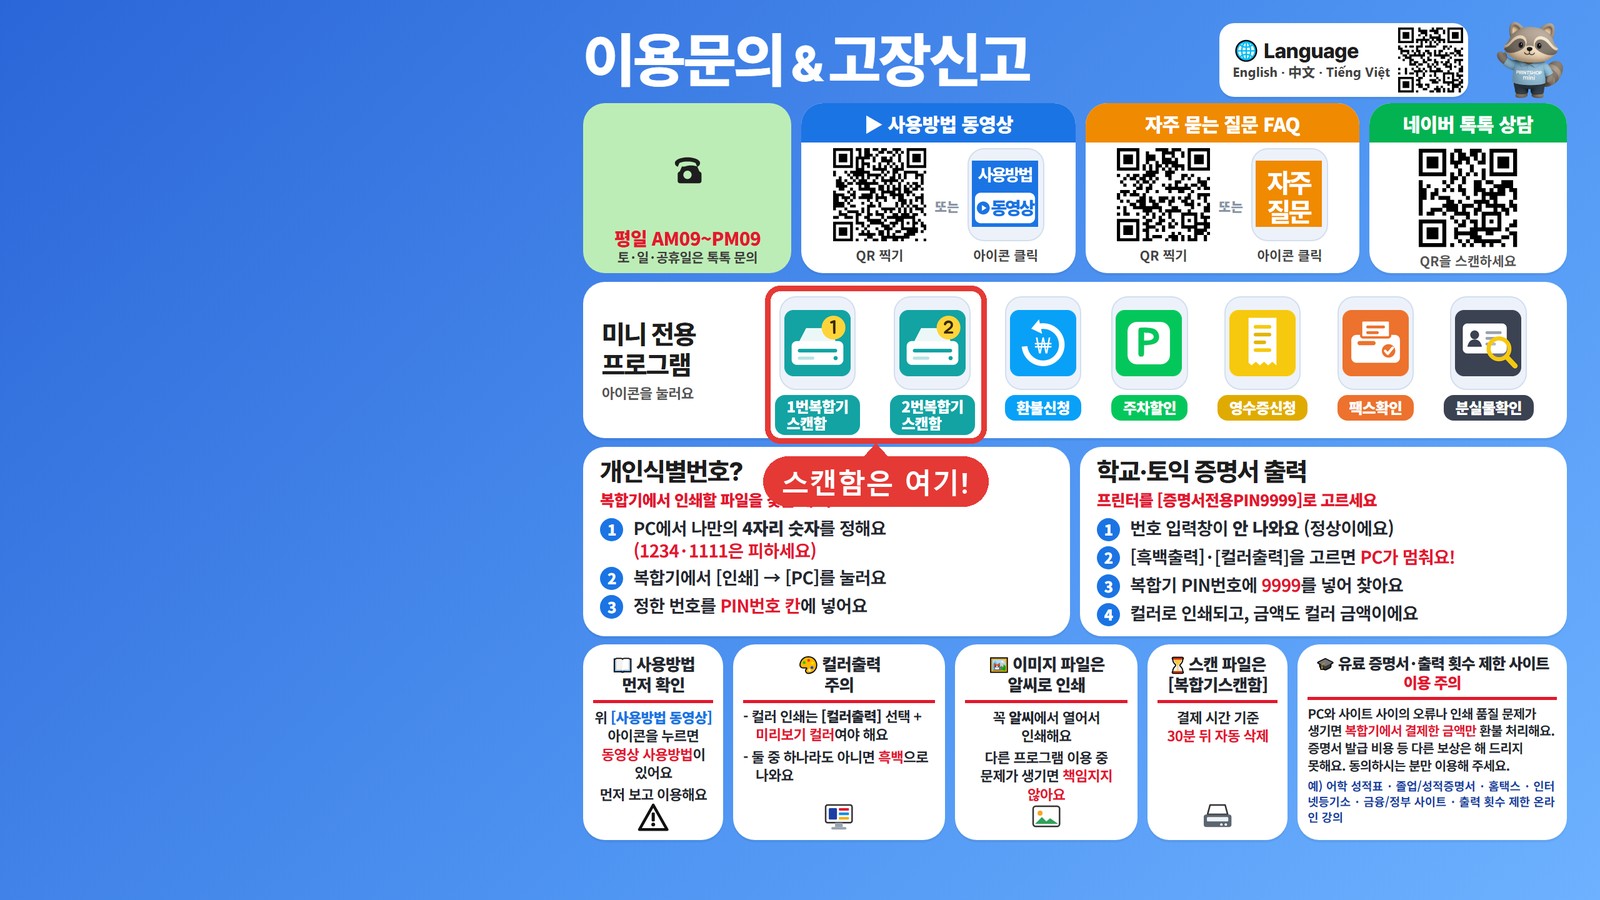 이용문의 & 고장신고
Language
English · 中文 · Tiếng Việt
PRINTSHOP
mini
평일 AM09~PM09
토·일·공휴일은 톡톡 문의
▶ 사용방법 동영상
또는
사용방법
동영상
QR 찍기
아이콘 클릭
자주 묻는 질문 FAQ
또는
자주
질문
QR 찍기
아이콘 클릭
네이버 톡톡 상담
QR을 스캔하세요
미니 전용
프로그램
아이콘을 눌러요
1
1번복합기
스캔함
2
2번복합기
스캔함
₩
환불신청
P
주차할인
영수증신청
팩스확인
분실물확인
스캔함은 여기!
개인식별번호?
복합기에서 인쇄할 파일을
1 PC에서 나만의 4자리 숫자를 정해요
(1234·1111은 피하세요)
2 복합기에서 [인쇄] → [PC]를 눌러요
3 정한 번호를 PIN번호 칸에 넣어요
학교·토익 증명서 출력
프린터를 [증명서전용PIN9999]로 고르세요
1 번호 입력창이 안 나와요 (정상이에요)
2 [흑백출력]·[컬러출력]을 고르면 PC가 멈춰요!
3 복합기 PIN번호에 9999를 넣어 찾아요
4 컬러로 인쇄되고, 금액도 컬러 금액이에요
사용방법
먼저 확인
위 [사용방법 동영상]
아이콘을 누르면
동영상 사용방법이
있어요
먼저 보고 이용해요
컬러출력
주의
- 컬러 인쇄는 [컬러출력] 선택 +
미리보기 컬러여야 해요
- 둘 중 하나라도 아니면 흑백으로
나와요
이미지 파일은
알씨로 인쇄
꼭 알씨에서 열어서
인쇄해요
다른 프로그램 이용 중
문제가 생기면 책임지지
않아요
스캔 파일은
[복합기스캔함]
결제 시간 기준
30분 뒤 자동 삭제
유료 증명서·출력 횟수 제한 사이트
이용 주의
PC와 사이트 사이의 오류나 인쇄 품질 문제가
생기면 복합기에서 결제한 금액만 환불 처리해요.
증명서 발급 비용 등 다른 보상은 해 드리지
못해요. 동의하시는 분만 이용해 주세요.
예) 어학 성적표 · 졸업/성적증명서 · 홈택스 · 인터
넷등기소 · 금융/정부 사이트 · 출력 횟수 제한 온라
인 강의